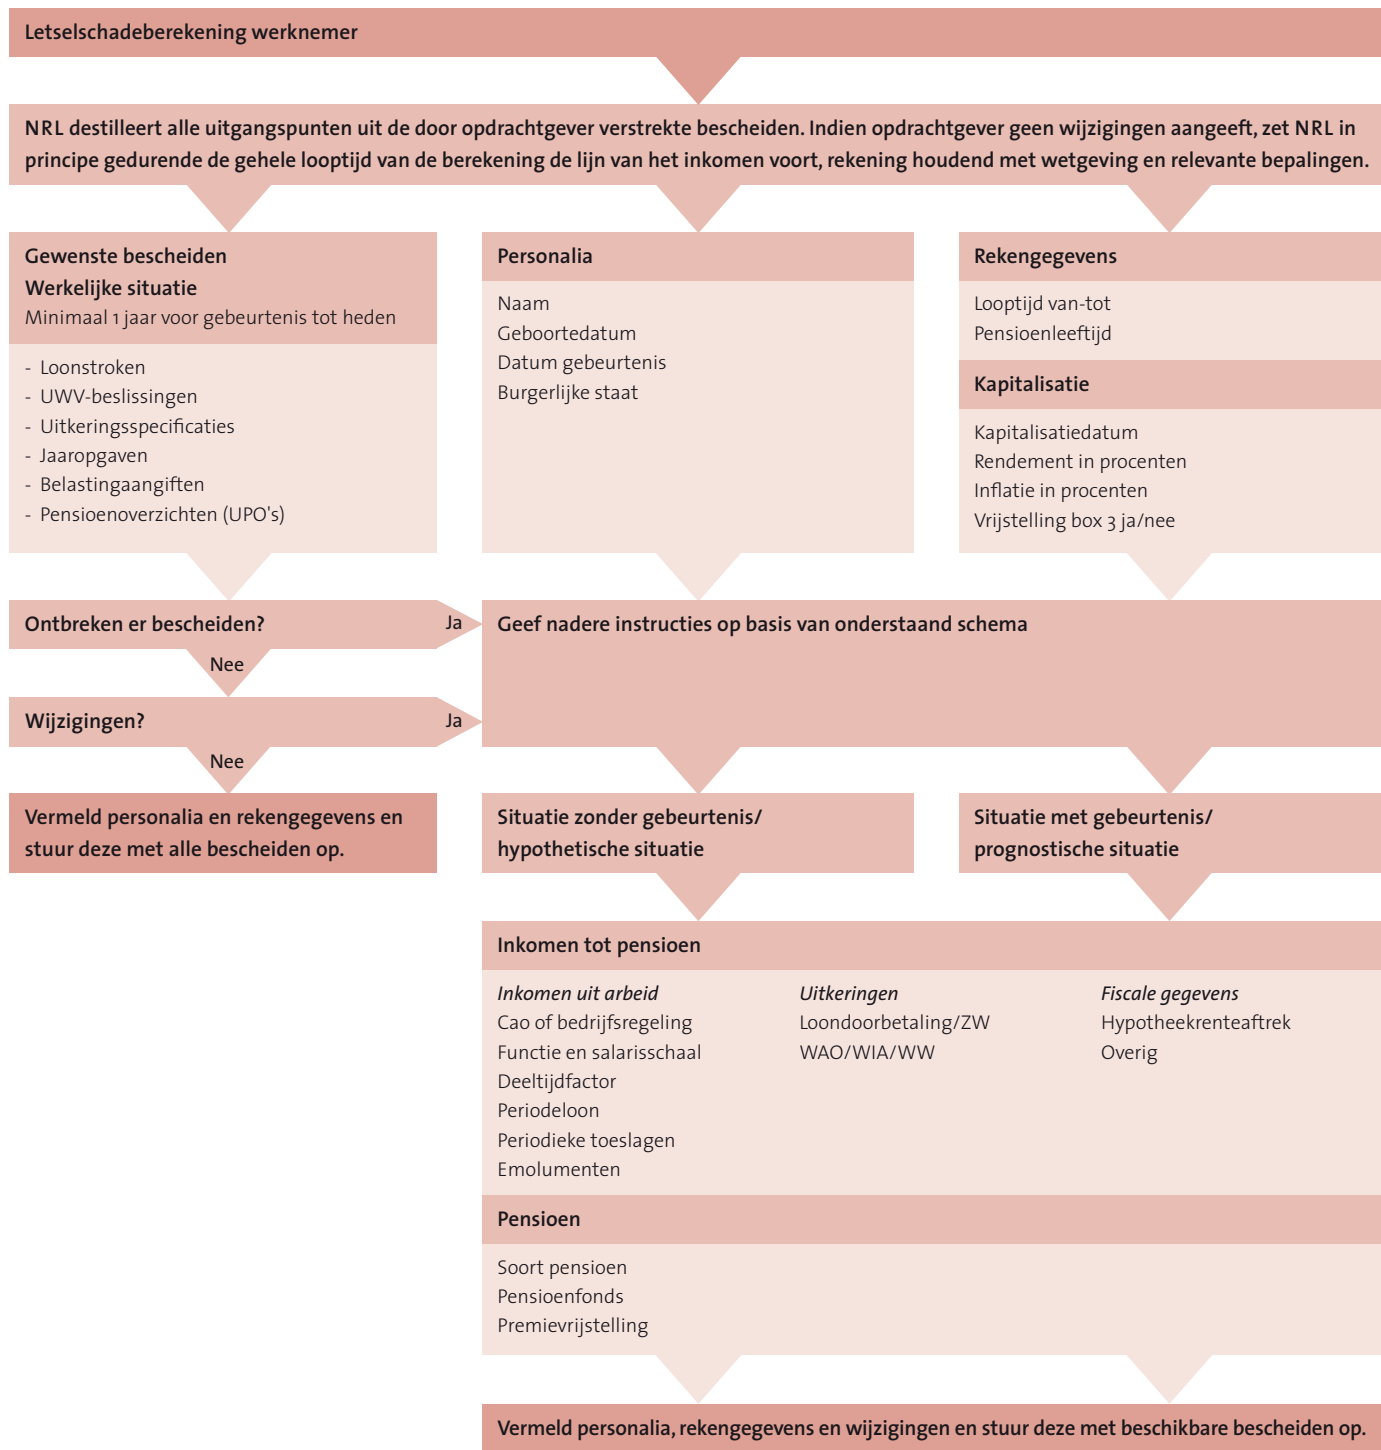 Letselschadeberekening werknemer
NRL destilleert alle uitgangspunten uit de door opdrachtgever verstrekte bescheiden. Indien opdrachtgever geen wijzigingen aangeeft, zet NRL in
principe gedurende de gehele looptijd van de berekening de lijn van het inkomen voort, rekening houdend met wetgeving en relevante bepalingen.
Gewenste bescheiden
Werkelijke situatie
Minimaal 1 jaar voor gebeurtenis tot heden
- Loonstroken
- UWV-beslissingen
- Uitkeringsspecificaties
- Jaaropgaven
- Belastingaangiften
- Pensioenoverzichten (UPO's)
Personalia
Naam
Geboortedatum
Datum gebeurtenis
Burgerlijke staat
Rekengegevens
Looptijd van-tot
Pensioenleeftijd
Kapitalisatie
Kapitalisatiedatum
Rendement in procenten
Inflatie in procenten
Vrijstelling box 3 ja/nee
Ontbreken er bescheiden?
Ja
Geef nadere instructies op basis van onderstaand schema
Nee
Wijzigingen?
Ja
Nee
Vermeld personalia en rekengegevens en
stuur deze met alle bescheiden op.
Situatie zonder gebeurtenis/
hypothetische situatie
Situatie met gebeurtenis/
prognostische situatie
Inkomen tot pensioen
Inkomen uit arbeid
Cao of bedrijfsregeling
Functie en salarisschaal
Deeltijdfactor
Periodeloon
Periodieke toeslagen
Emolumenten
Uitkeringen
Loondoorbetaling/ZW
WAO/WIA/WW
Fiscale gegevens
Hypotheekrenteaftrek
Overig
Pensioen
Soort pensioen
Pensioenfonds
Premievrijstelling
Vermeld personalia, rekengegevens en wijzigingen en stuur deze met beschikbare bescheiden op.